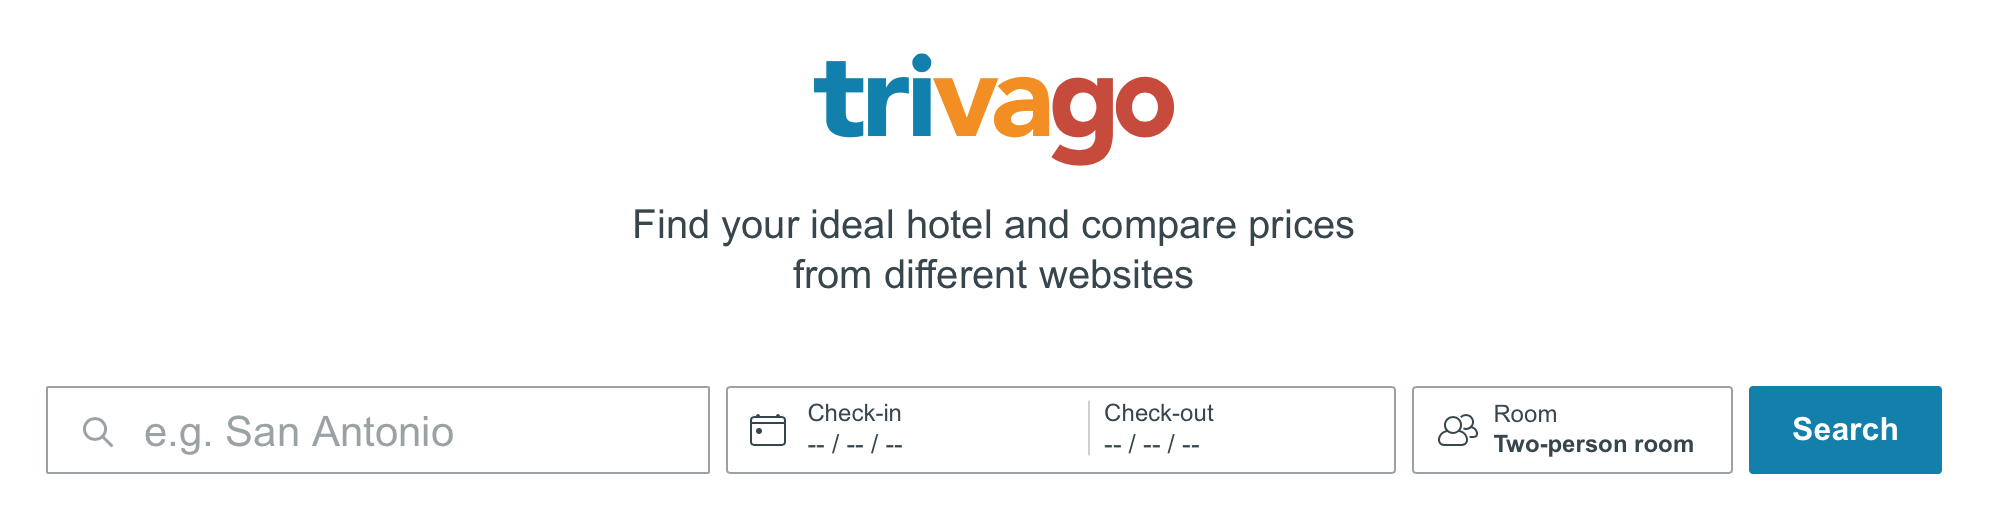 trivago
Find your ideal hotel and compare prices
from different websites
e.g. San Antonio
Check-in
-- / -- / --
Check-out
-- / -- / --
Room
Two-person room
Search